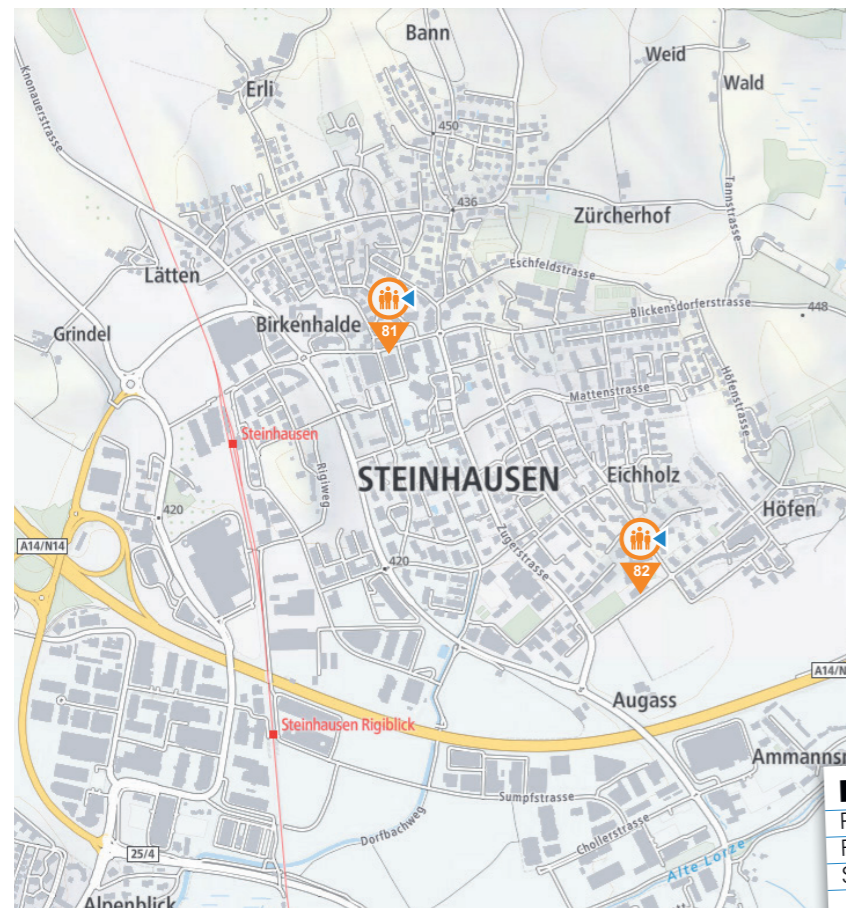 Bann
Weid
Wald
Erli
Knonauerstrasse
450
Tannstrasse
436
Zürcherhof
Lätten
Eschfeldstrasse
Blickensdorferstrasse
448
Grindel
Birkenhalde
81
Höfenstrasse
Mattenstrasse
Steinhausen
Rigiweg
STEINHAUSEN
Eichholz
Höfen
420
Zugerstrasse
A14/N14
420
82
A14/N
Augass
Steinhausen Rigiblick
Ammannsm
Sumpfstrasse
Chollerstrasse
Dorfbachweg
25/4
Alte Lorze
Alpenblick